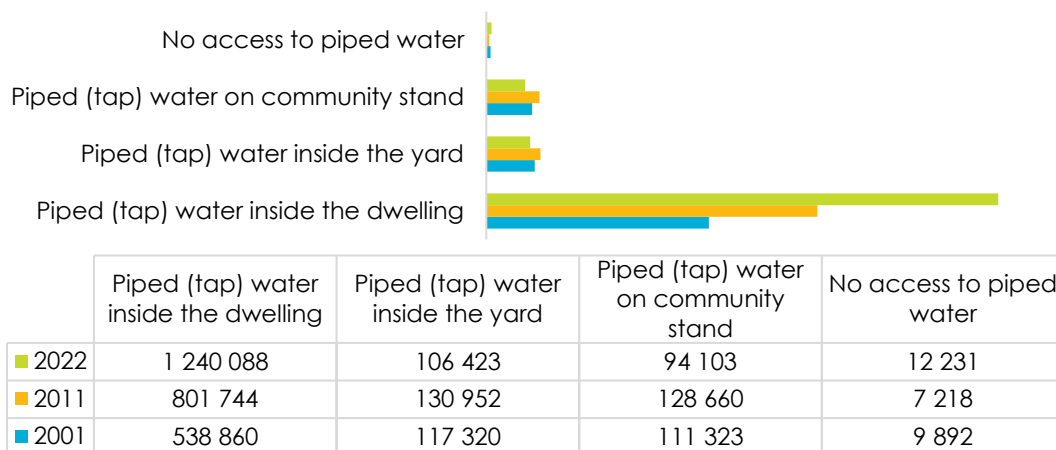 No access to piped water
Piped (tap) water on community stand
Piped (tap) water inside the yard
Piped (tap) water inside the dwelling
Piped (tap) water
inside the dwelling
Piped (tap) water
inside the yard
Piped (tap) water
on community
stand
No access to piped
water
2022 1 240 088 106 423 94 103 12 231
2011 801 744 130 952 128 660 7 218
2001 538 860 117 320 111 323 9 892